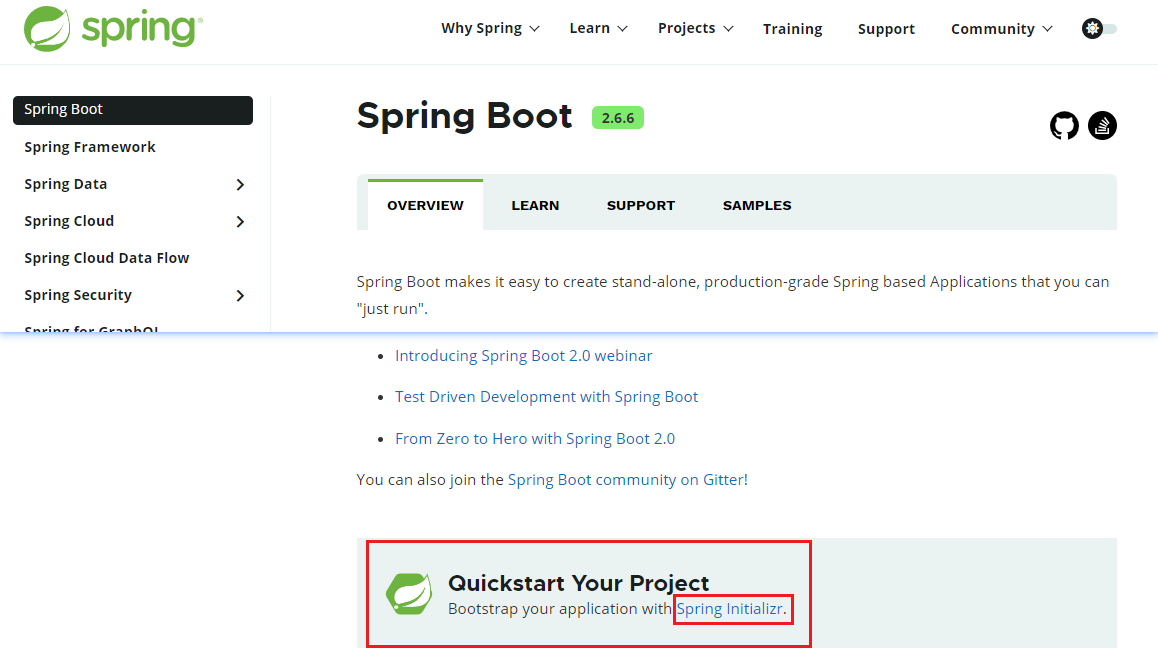 spring
Why Spring
Learn
Projects
Training
Support
Community
Spring Boot
Spring Framework
Spring Data
Spring Cloud
Spring Cloud Data Flow
Spring Security
Spring for GraphQL
Spring Boot 2.6.6
OVERVIEW
LEARN
SUPPORT
SAMPLES
Spring Boot makes it easy to create stand-alone, production-grade Spring based Applications that you can
"just run".
Introducing Spring Boot 2.0 webinar
Test Driven Development with Spring Boot
From Zero to Hero with Spring Boot 2.0
You can also join the Spring Boot community on Gitter!
Quickstart Your Project
Bootstrap your application with Spring Initializr.